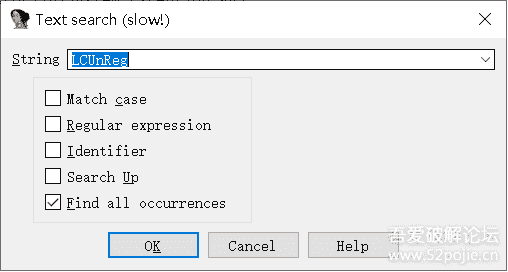 Text search (slow!)
String LCUnReg
Match case
Regular expression
Identifier
Search Up
Find all occurrences
OK Cancel Help
吾爱破解论坛
www.52pojie.cn